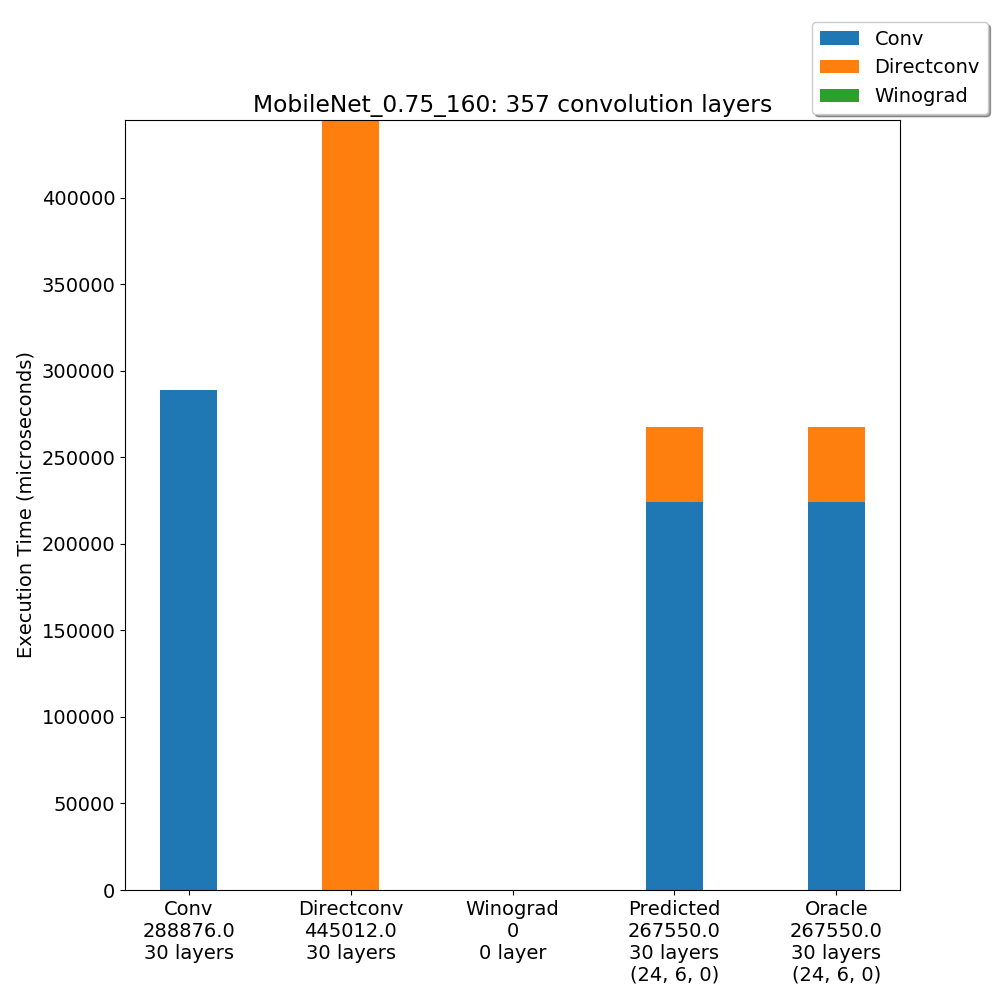 Conv
Directconv
Winograd
MobileNet_0.75_160: 357 convolution layers
Execution Time (microseconds)
400000
350000
300000
250000
200000
150000
100000
50000
0
Conv
288876.0
30 layers
Directconv
445012.0
30 layers
Winograd
0
0 layer
Predicted
267550.0
30 layers
(24, 6, 0)
Oracle
267550.0
30 layers
(24, 6, 0)